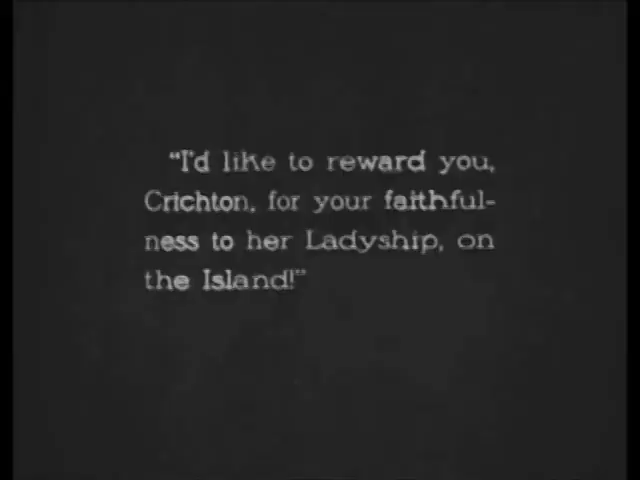 "I'd like to reward you,
Crichton, for your faithful-
ness to her Ladyship, on
the Island!"